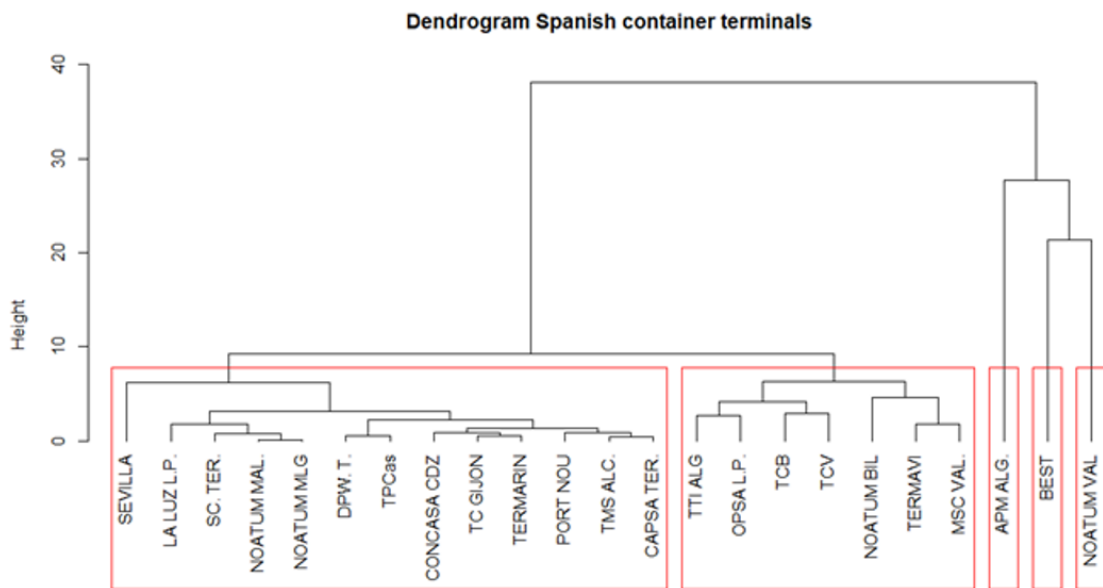 Dendrogram Spanish container terminals
40
30
20
10
0
Height
SEVILLA
LA LUZ L.P.
SC. TER.
NOATUM MAL.
NOATUM MLG
DPW. T.
TPCas
CONCASA CDZ
TC GIJON
TERMARIN
PORT NOU
TMS ALC.
CAPSA TER.
TTI ALG
OPSA L.P.
TCB
TCV
NOATUM BIL
TERMAVI
MSC VAL.
APM ALG.
BEST
NOATUM VAL